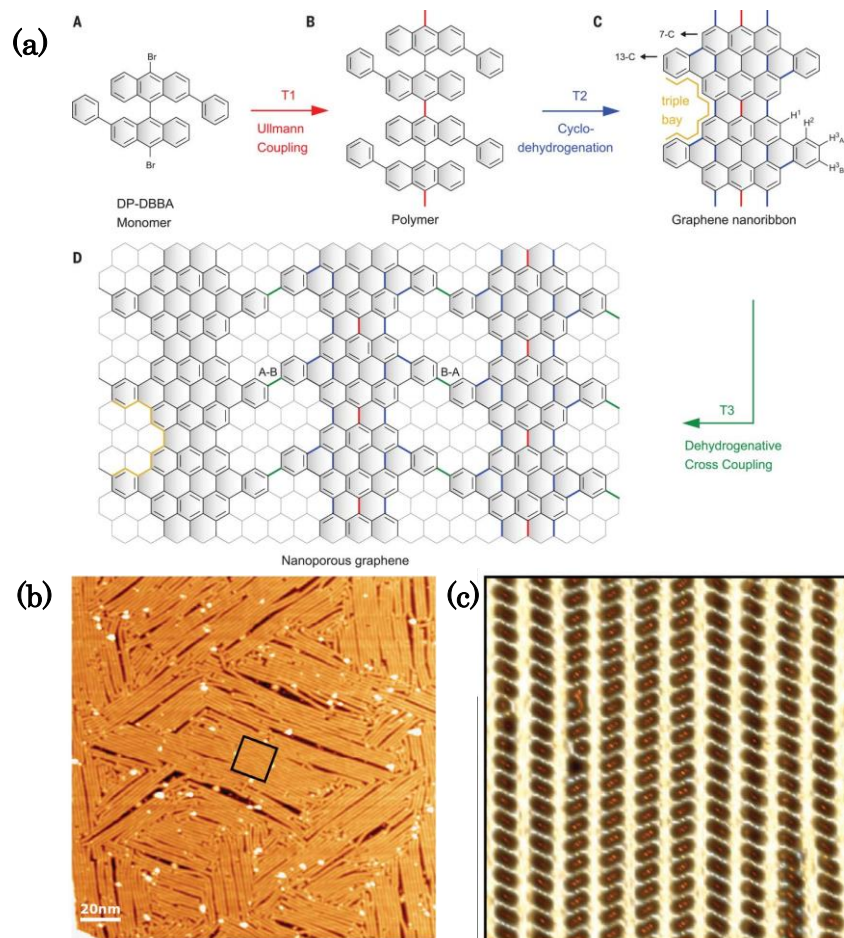 (a)
A
B
C
Br
Br
DP-DBBA
Monomer
T1
Ullmann
Coupling
Polymer
T2
Cyclo-
dehydrogenation
7-C
13-C
triple
bay
H1
H2
H3A
H3B
Graphene nanoribbon
D
A-B
B-A
T3
Dehydrogenative
Cross Coupling
Nanoporous graphene
(b)
20nm
(c)